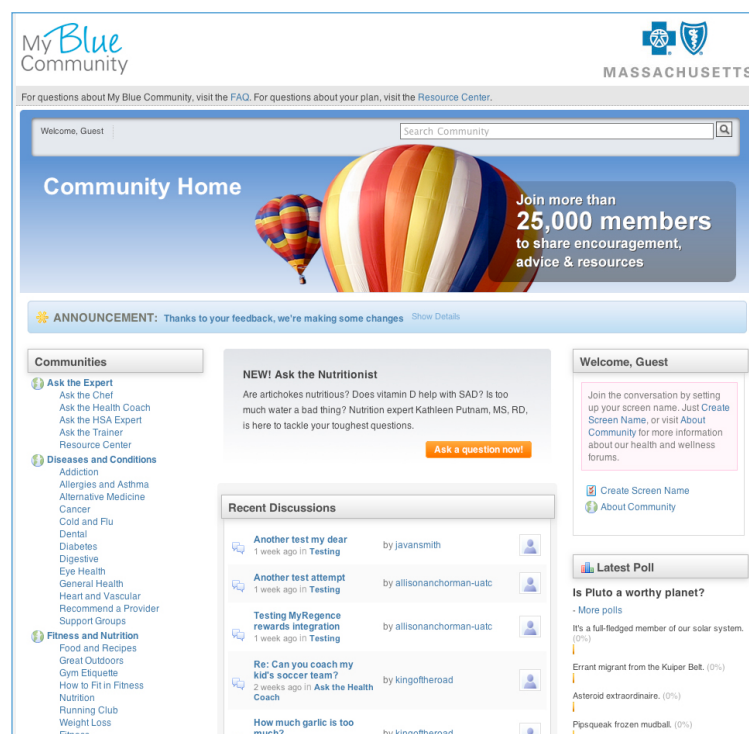 My Blue
Community
MASSACHUSETTS
For questions about My Blue Community, visit the FAQ. For questions about your plan, visit the Resource Center.
Welcome, Guest
Search Community
Community Home
Join more than
25,000 members
to share encouragement,
advice & resources
ANNOUNCEMENT: Thanks to your feedback, we're making some changes Show Details
Communities
Ask the Expert
Ask the Chef
Ask the Health Coach
Ask the HSA Expert
Ask the Trainer
Resource Center
Diseases and Conditions
Addiction
Allergies and Asthma
Alternative Medicine
Cancer
Cold and Flu
Dental
Diabetes
Digestive
Eye Health
General Health
Heart and Vascular
Recommend a Provider
Support Groups
Fitness and Nutrition
Food and Recipes
Great Outdoors
Gym Etiquette
How to Fit in Fitness
Nutrition
Running Club
Weight Loss
NEW! Ask the Nutritionist
Are artichokes nutritious? Does vitamin D help with SAD? Is too
much water a bad thing? Nutrition expert Kathleen Putnam, MS, RD,
is here to tackle your toughest questions.
Ask a question now!
Recent Discussions
Another test my dear
1 week ago in Testing
by javansmith
Another test attempt
1 week ago in Testing
by allisonanchorman-uatc
Testing MyRegence
rewards integration
1 week ago in Testing
by allisonanchorman-uatc
Re: Can you coach my
kid's soccer team?
2 weeks ago in Ask the Health
Coach
by kingoftheroad
How much garlic is too
much?
by kingoftheroad
Welcome, Guest
Join the conversation by setting
up your screen name. Just Create
Screen Name, or visit About
Community for more information
about our health and wellness
forums.
Create Screen Name
About Community
Latest Poll
Is Pluto a worthy planet?
- More polls
It's a full-fledged member of our solar system.
(0%)
Errant migrant from the Kuiper Belt. (0%)
Asteroid extraordinaire. (0%)
Pipsqueak frozen mudball. (0%)